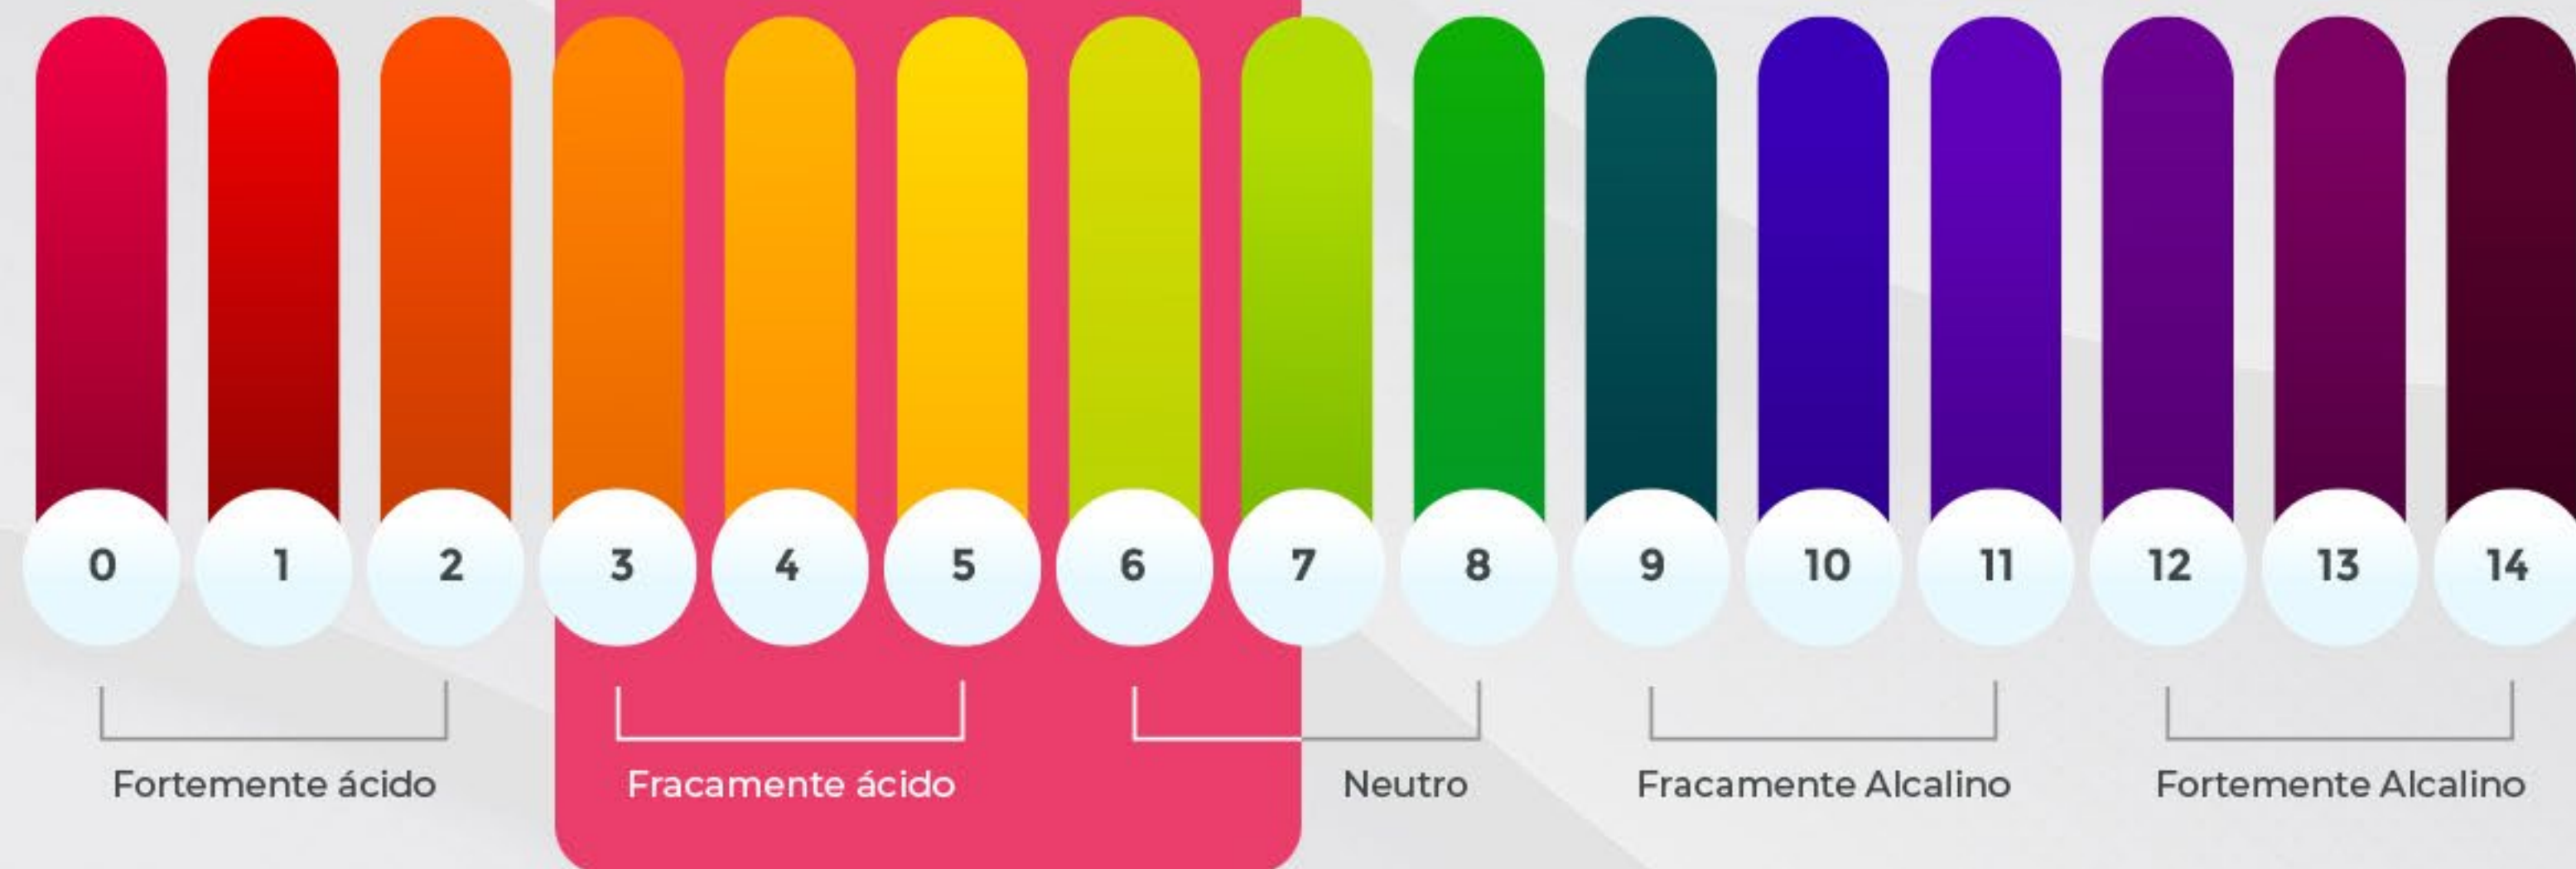 0 1 2 3 4 5 6 7 8 9 10 11 12 13 14
Fortemente ácido Fracamente ácido Neutro Fracamente Alcalino Fortemente Alcalino